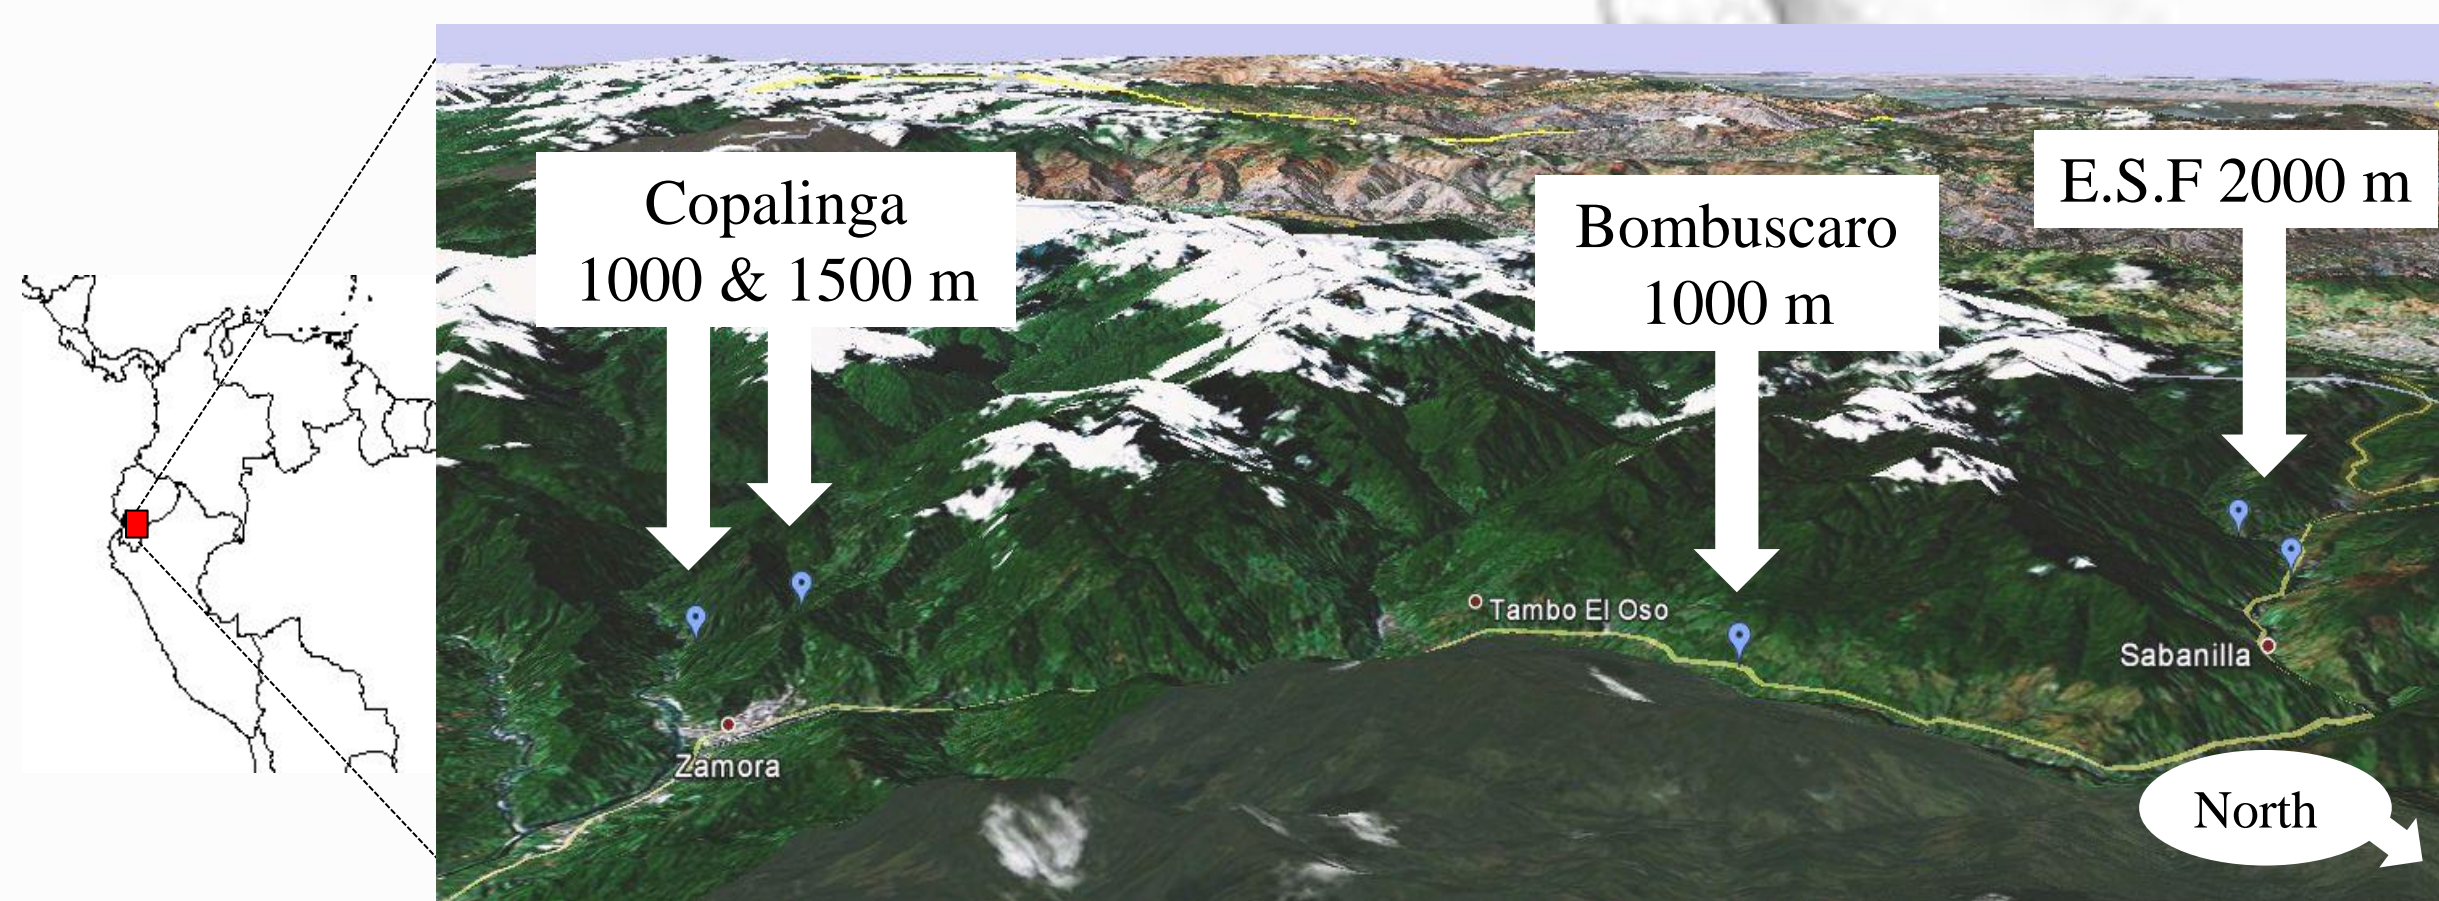 Copalinga
1000 & 1500 m
Bombuscaro
1000 m
E.S.F 2000 m
Tambo El Oso
Sabanilla
Zamora
North